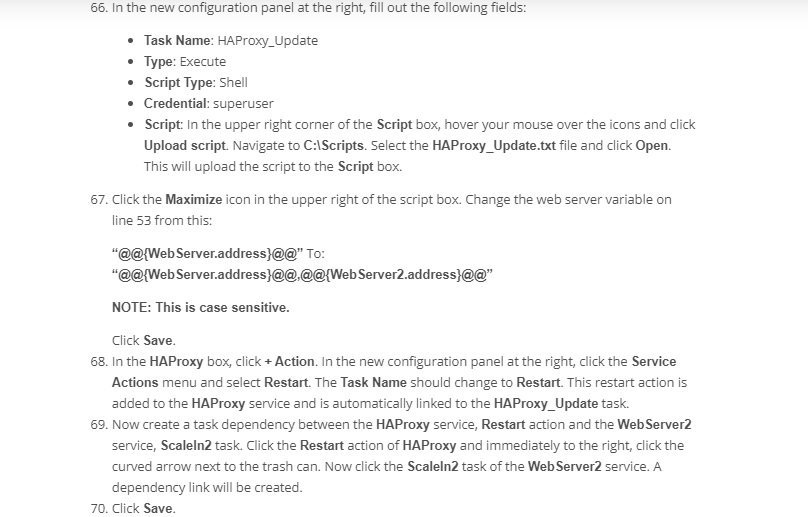 66. In the new configuration panel at the right, fill out the following fields:
• Task Name: HAProxy_Update
• Type: Execute
• Script Type: Shell
• Credential: superuser
• Script: In the upper right corner of the Script box, hover your mouse over the icons and click
Upload script. Navigate to C:\Scripts. Select the HAProxy_Update.txt file and click Open.
This will upload the script to the Script box.
67. Click the Maximize icon in the upper right of the script box. Change the web server variable on
line 53 from this:
“@@{WebServer.address}@@” To:
“@@{WebServer.address}@@,@@{WebServer2.address}@@”
NOTE: This is case sensitive.
Click Save.
68. In the HAProxy box, click + Action. In the new configuration panel at the right, click the Service
Actions menu and select Restart. The Task Name should change to Restart. This restart action is
added to the HAProxy service and is automatically linked to the HAProxy_Update task.
69. Now create a task dependency between the HAProxy service, Restart action and the WebServer2
service, ScaleIn2 task. Click the Restart action of HAProxy and immediately to the right, click the
curved arrow next to the trash can. Now click the ScaleIn2 task of the WebServer2 service. A
dependency link will be created.
70. Click Save.